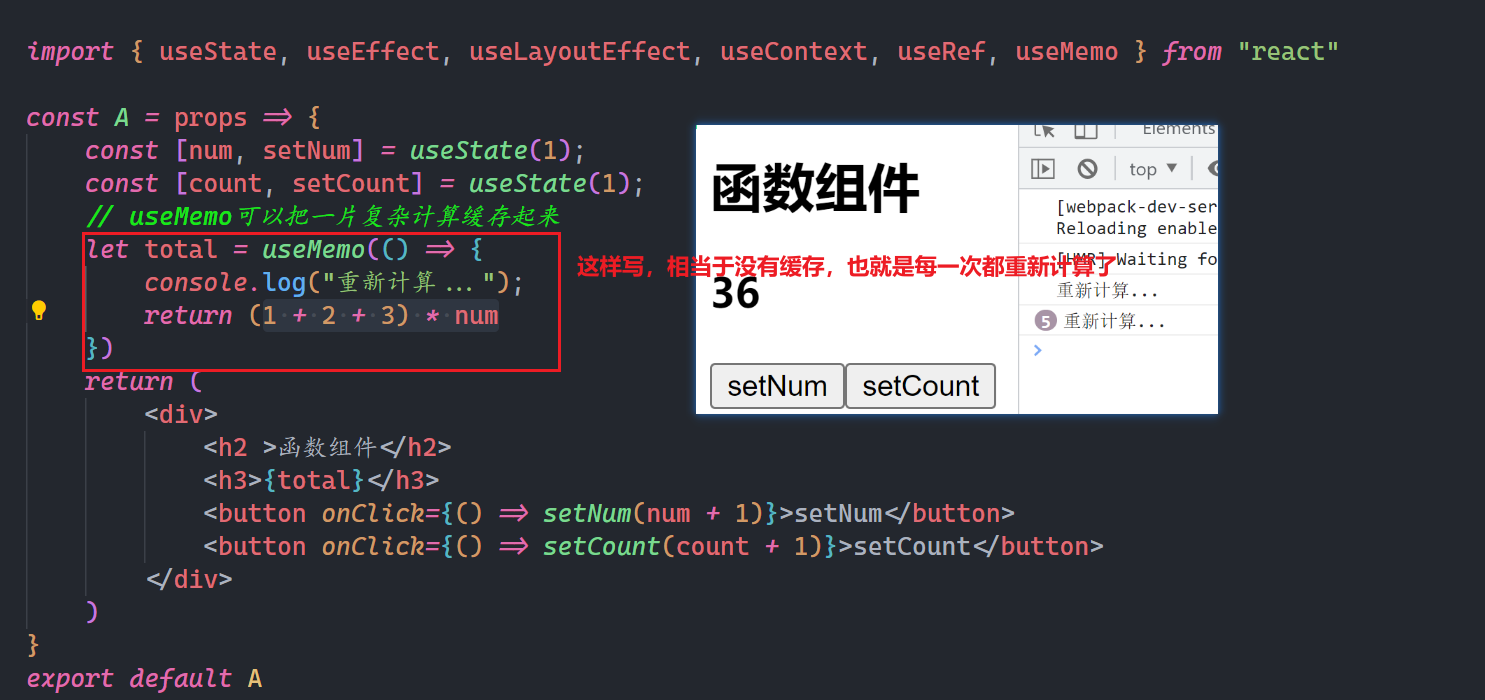 import { useState, useEffect, useLayoutEffect, useContext, useRef, useMemo } from "react"
const A = props => {
const [num, setNum] = useState(1);
const [count, setCount] = useState(1);
// useMemo可以把一片复杂计算缓存起来
let total = useMemo(() => {
console.log("重新计算...");
return (1 + 2 + 3) * num
})
return (
<div>
<h2 >函数组件</h2>
<h3>{total}</h3>
<button onClick={() => setNum(num + 1)}>setNum</button>
<button onClick={() => setCount(count + 1)}>setCount</button>
</div>
)
}
export default A
这样写，相当于没有缓存，也就是每一次都重新计算了
函数组件
36
setNum
setCount
Elements
top
[webpack-dev-ser
Reloading enable
[HMR] Waiting fo
重新计算...
5 重新计算...